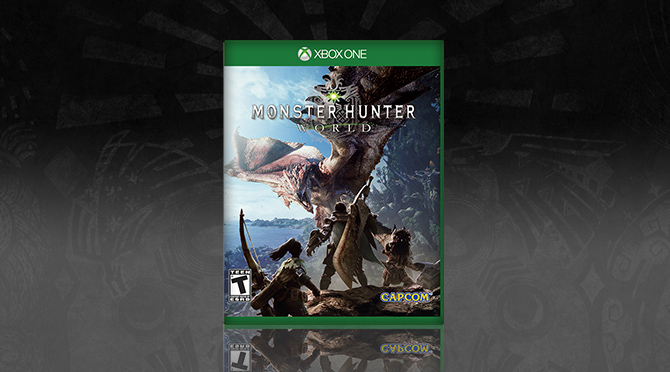 XBOX ONE
MONSTER HUNTER
WORLD
TEEN
T
ESRB
CAPCOM